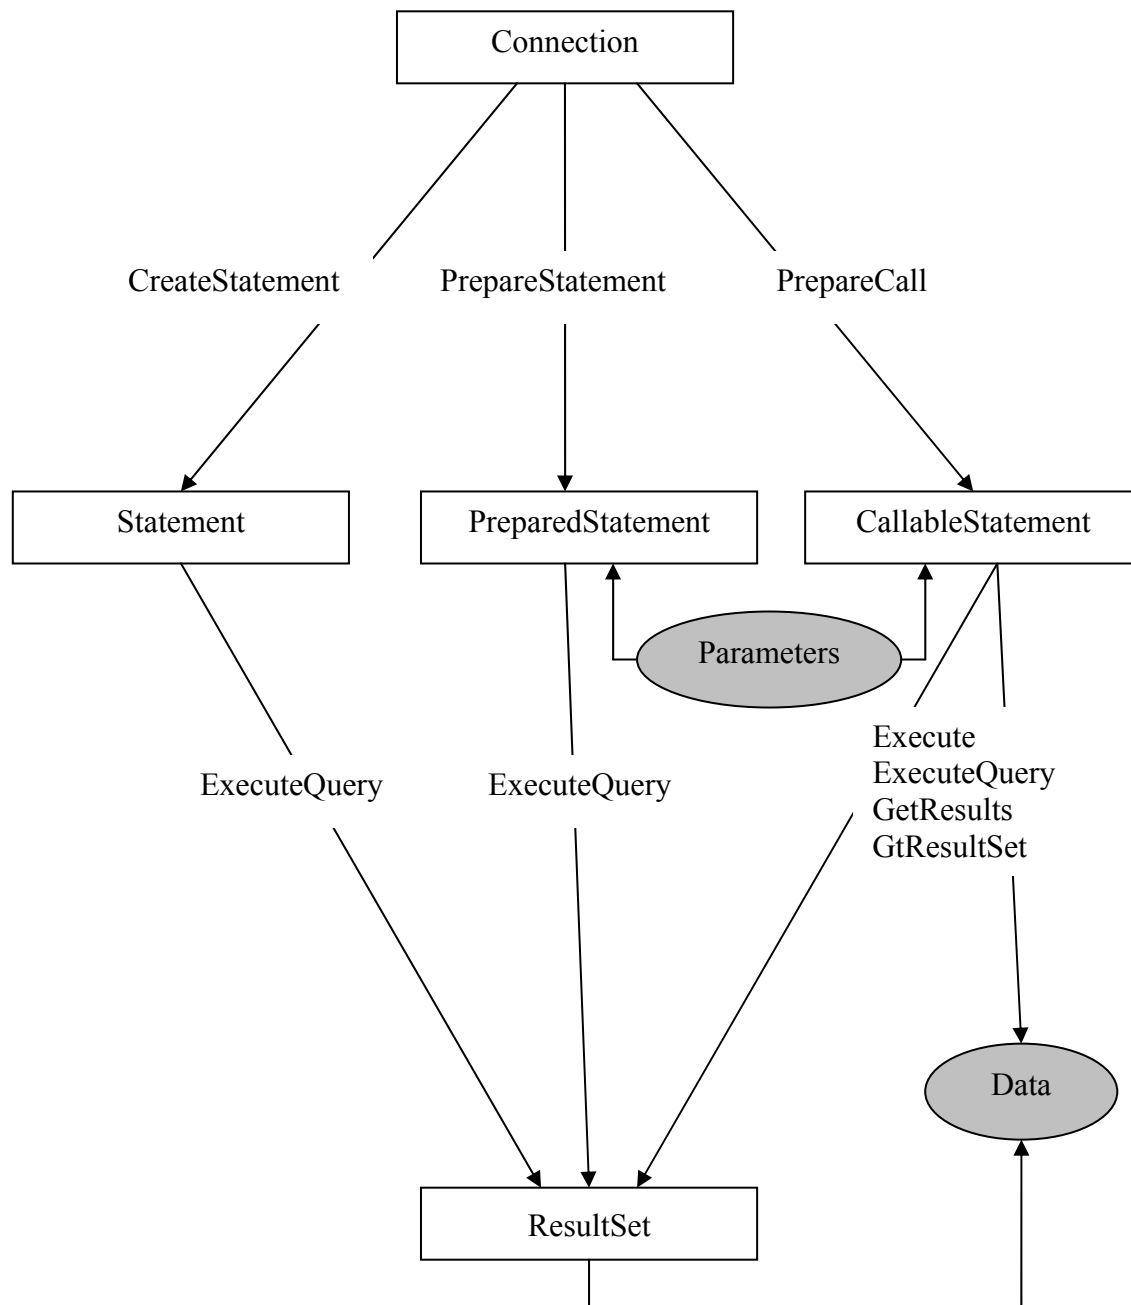 Connection
CreateStatement
PrepareStatement
PrepareCall
Statement
PreparedStatement
CallableStatement
Parameters
Execute
ExecuteQuery
GetResults
GtResultSet
ExecuteQuery
ExecuteQuery
Data
ResultSet